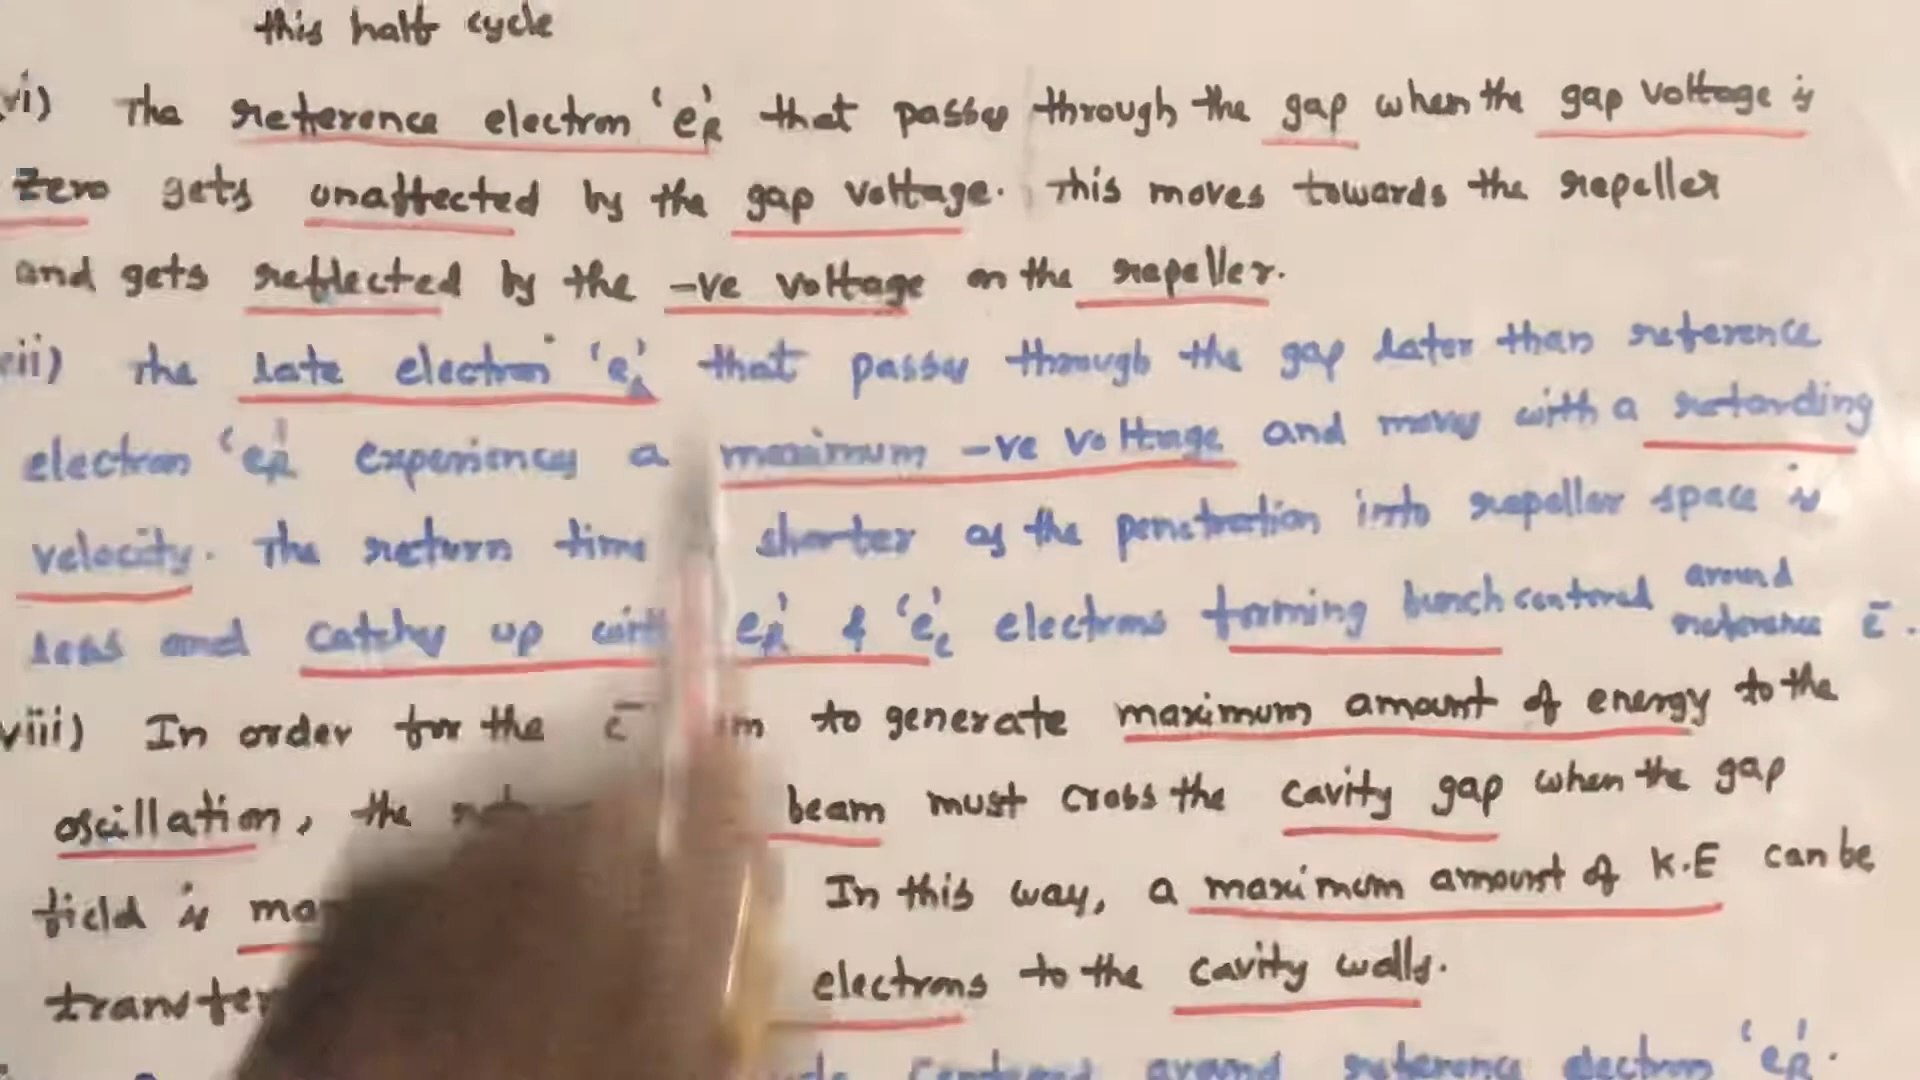 this half cycle
vi) The reference electron 'eR' that passes through the gap when the gap voltage is
zero gets unaffected by the gap voltage. This moves towards the repeller
and gets reflected by the -ve voltage on the repeller.
vii) The late electron 'eL' that passes through the gap later than reference
electron 'eR' experiences a maximum -ve voltage and moves with a retarding
velocity. The return time shorter as the penetration into repeller space is
less and catches up with eR' & 'ee' electrons forming bunch centered around reference e⁻.
viii) In order for the e⁻ to generate maximum amount of energy to the
oscillation, the beam must cross the cavity gap when the gap
field is In this way, a maximum amount of K.E can be
electrons to the cavity walls.
centered around reference electron 'eR'.